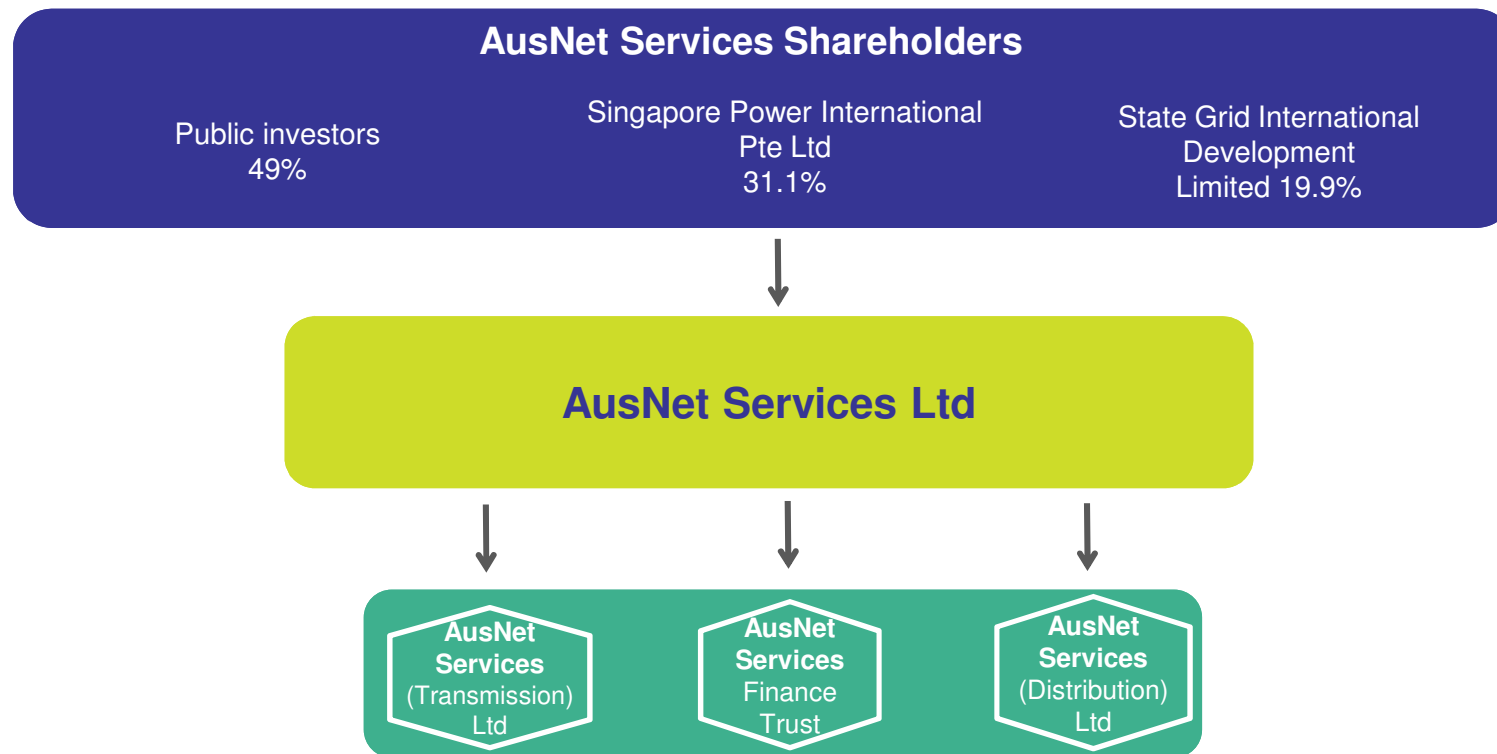 AusNet Services Shareholders
Public investors
49%
Singapore Power International
Pte Ltd
31.1%
State Grid International
Development
Limited 19.9%
AusNet Services Ltd
AusNet
Services
(Transmission)
Ltd
AusNet
Services
Finance
Trust
AusNet
Services
(Distribution)
Ltd